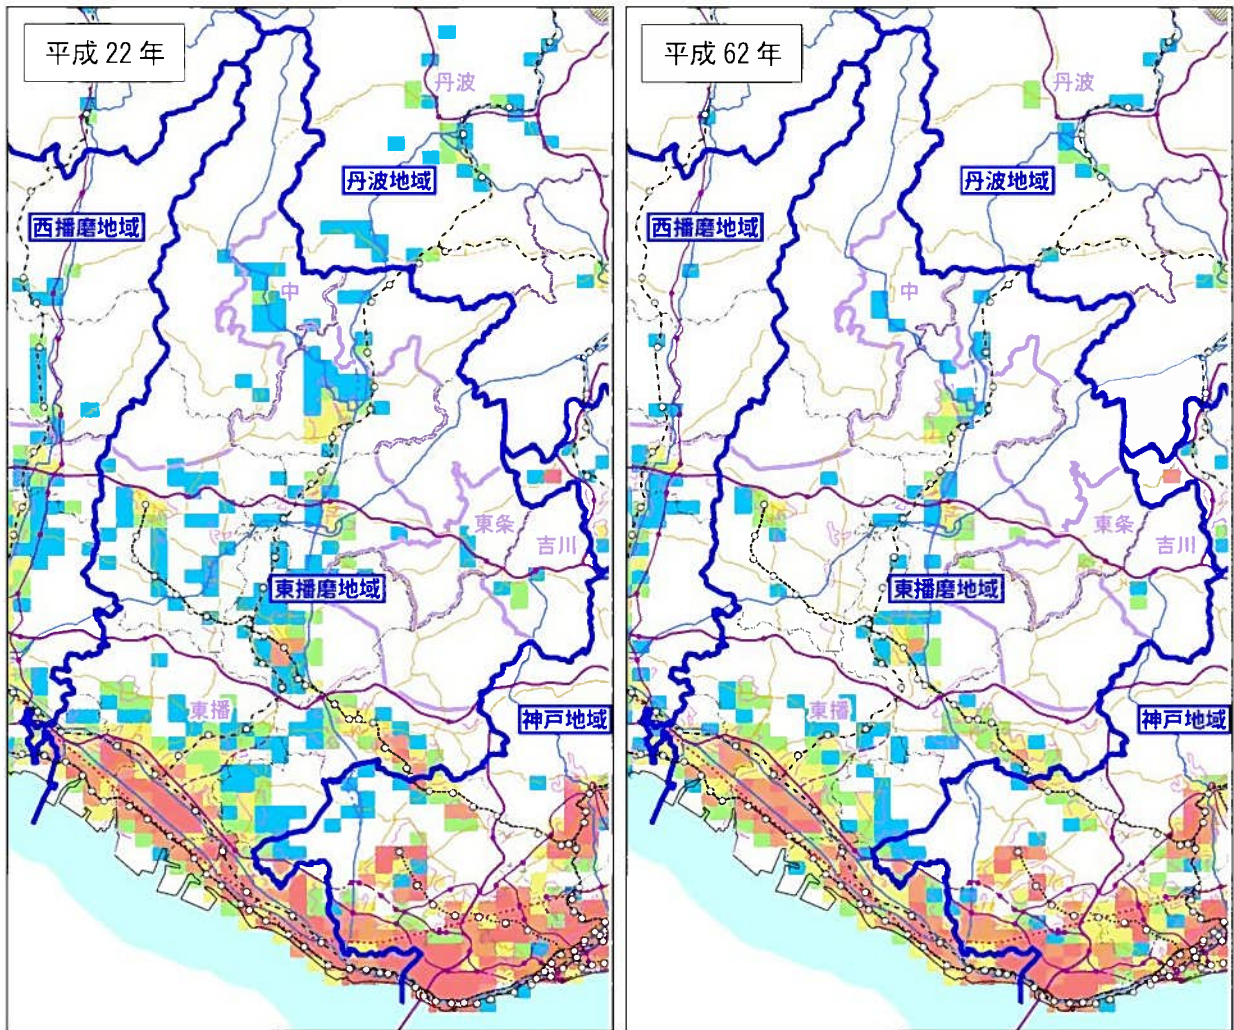 平成 22 年
丹波
丹波地域
西播磨地域
中
東条
吉川
東播磨地域
東播
神戸地域
平成 62 年
丹波
丹波地域
西播磨地域
中
東条
吉川
東播磨地域
東播
神戸地域